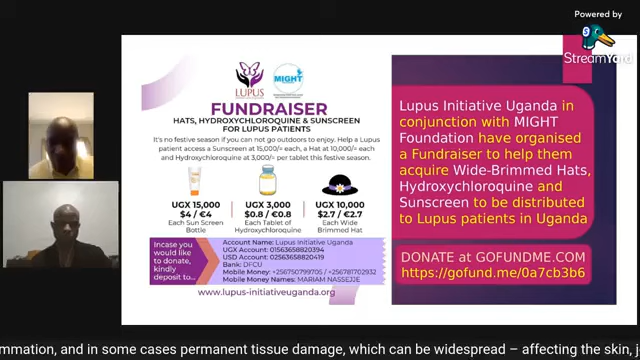 Powered by
StreamYard
LUPUS
MIGHT
FUNDRAISER
HATS, HYDROXYCHLOROQUINE & SUNSCREEN
FOR LUPUS PATIENTS
It's no festive season if you can not go outdoors to enjoy. Help a Lupus
patient access a Sunscreen at 15,000/= each, a Hat at 10,000/= each
and Hydroxychloroquine at 3,000/= per tablet this festive season.
UGX 15,000
$4 / €4
Each Sun Screen
Bottle
UGX 3,000
$0.8 / €0.8
Each Tablet of
Hydroxychloroquine
UGX 10,000
$2.7 / €2.7
Each Wide
Brimmed Hat
Incase you
would like
to donate,
kindly
deposit to...
Account Name: Lupus Initiative Uganda
UGX Account: 01563658820394
USD Account: 02563658820419
Bank: DFCU
Mobile Money: +256750799705 / +256781702932
Mobile Money Names: MARIAM NASSEJJE
www.lupus-initiativeuganda.org
Lupus Initiative Uganda in
conjunction with MIGHT
Foundation have organised
a Fundraiser to help them
acquire Wide-Brimmed Hats,
Hydroxychloroquine and
Sunscreen to be distributed
to Lupus patients in Uganda
DONATE at GOFUNDME.COM
https://gofund.me/0a7cb3b6
mmation, and in some cases permanent tissue damage, which can be widespread – affecting the skin, j